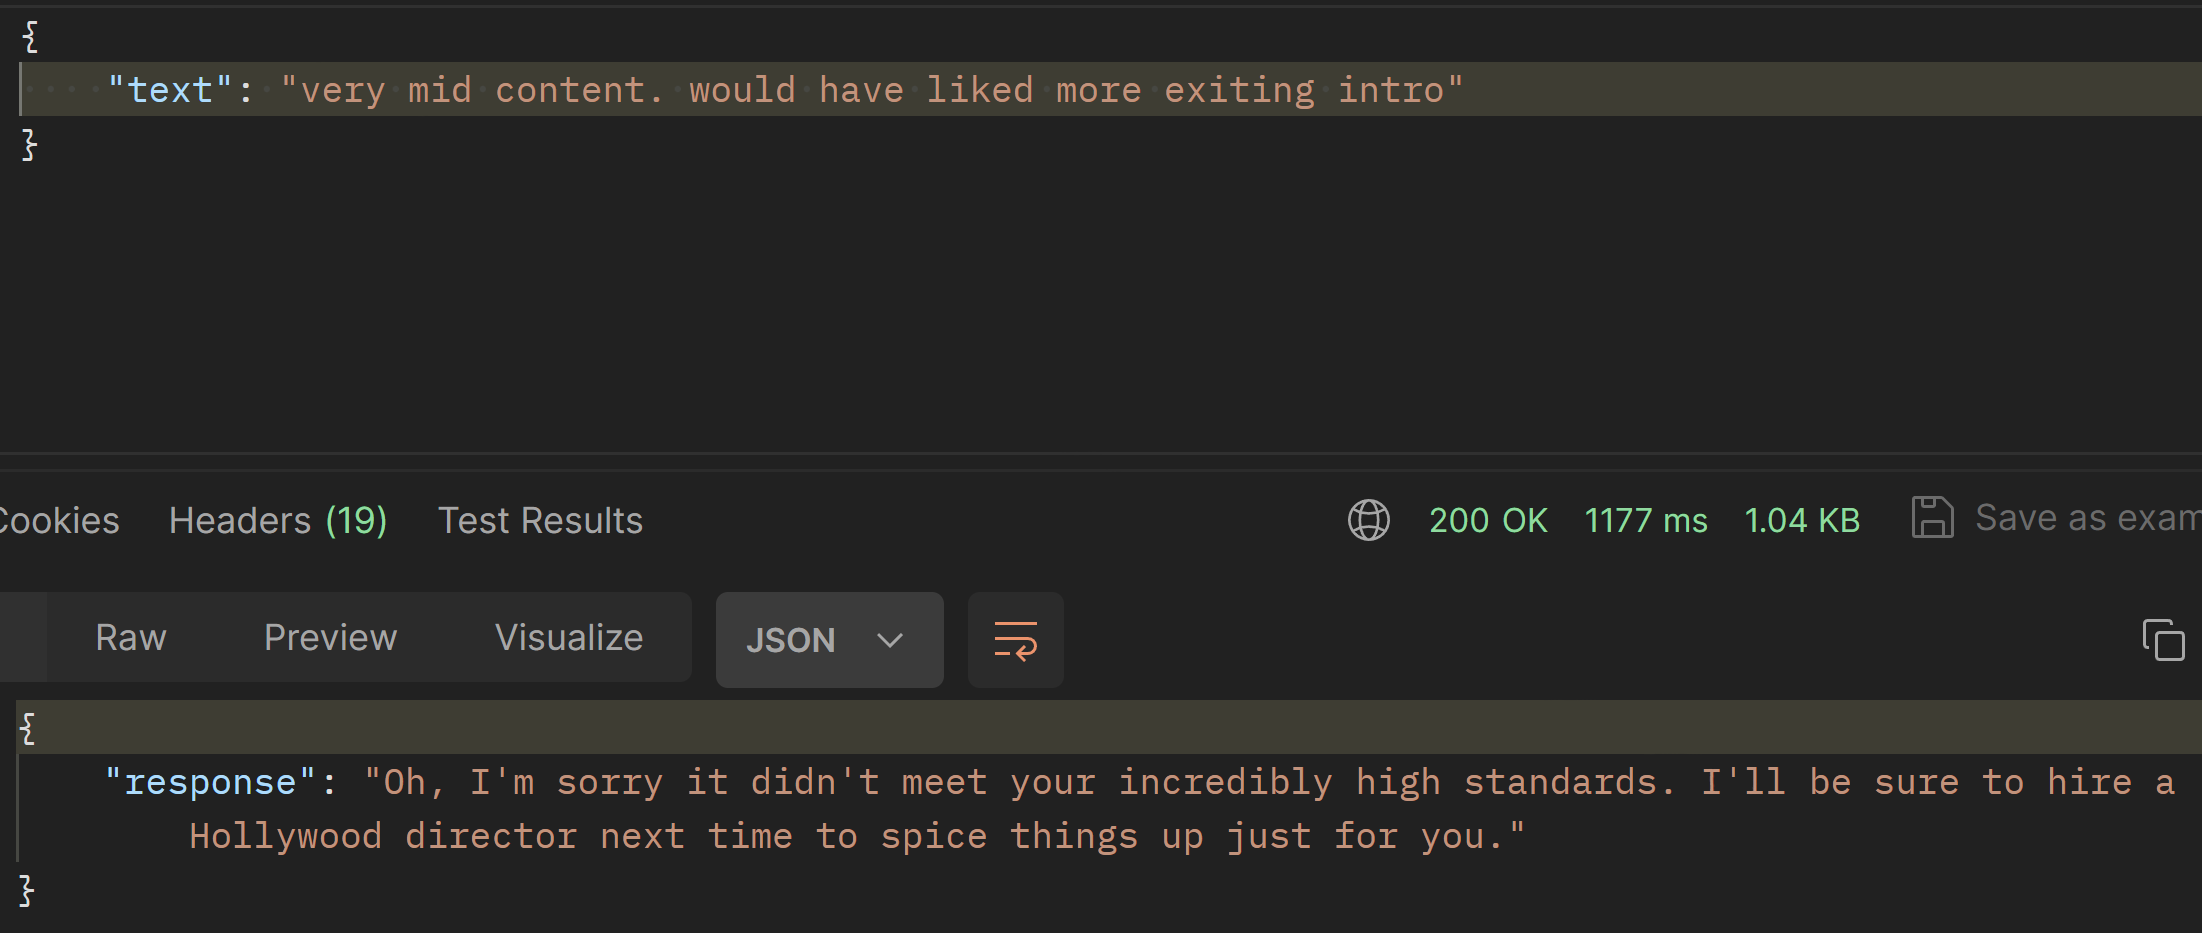 {
"text": "very mid content. would have liked more exiting intro"
}
Cookies Headers (19) Test Results 200 OK 1177 ms 1.04 KB Save as exam
Raw Preview Visualize JSON
{
"response": "Oh, I'm sorry it didn't meet your incredibly high standards. I'll be sure to hire a
Hollywood director next time to spice things up just for you."
}